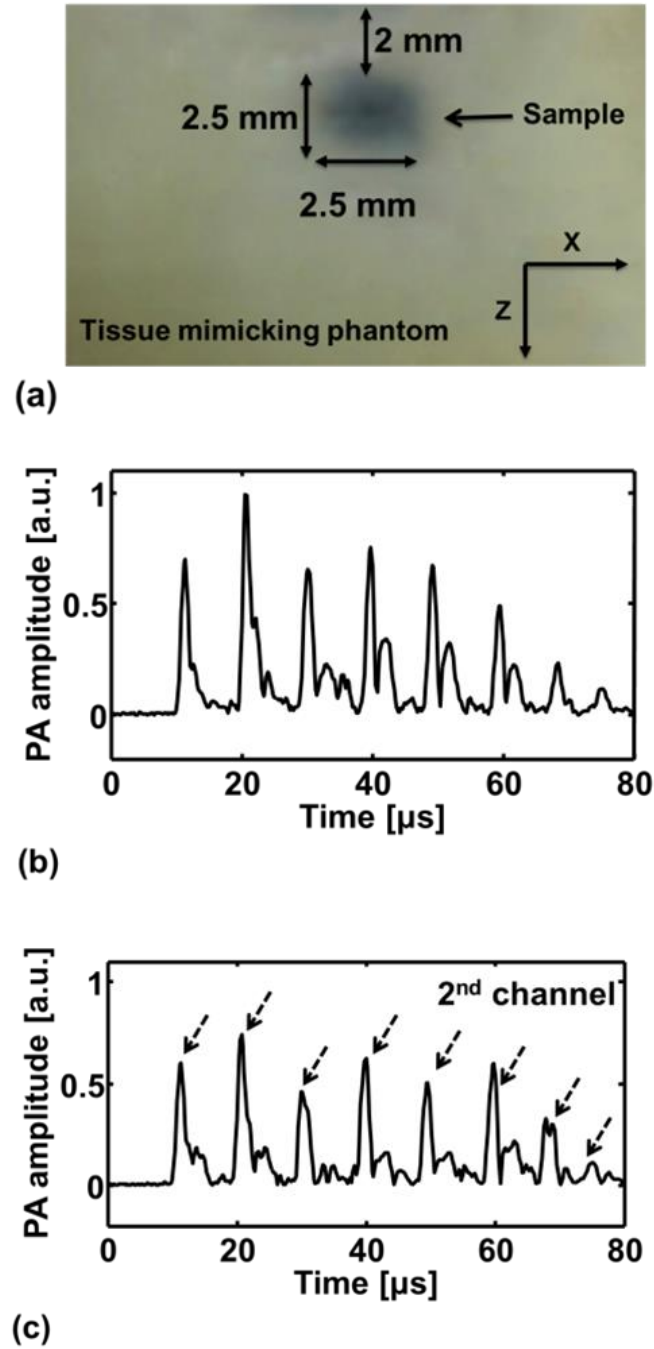 2 mm
2.5 mm
Sample
2.5 mm
X
Z
Tissue mimicking phantom
(a)
PA amplitude [a.u.]
1
0.5
0
0 20 40 60 80
Time [µs]
(b)
PA amplitude [a.u.]
2nd channel
1
0.5
0
0 20 40 60 80
Time [µs]
(c)